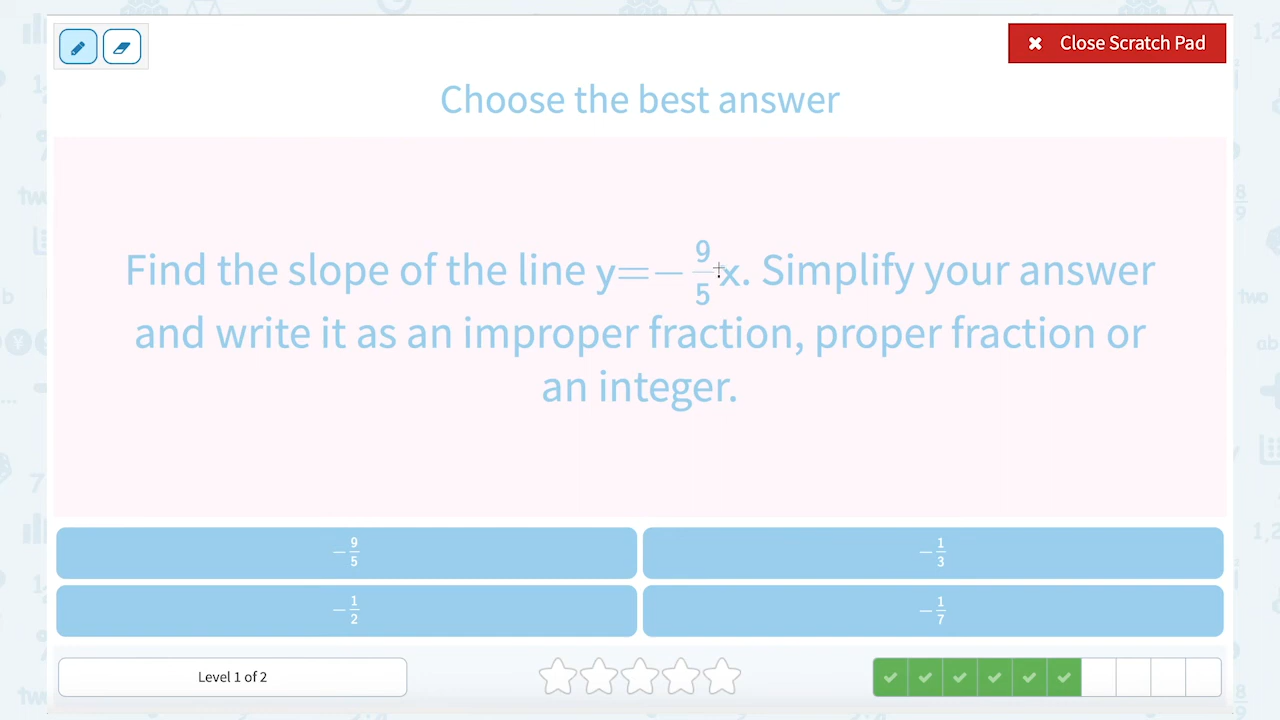 Close Scratch Pad
Choose the best answer
Find the slope of the line y=−9/5x. Simplify your answer
and write it as an improper fraction, proper fraction or
an integer.
−9/5
−1/3
−1/2
−1/7
Level 1 of 2